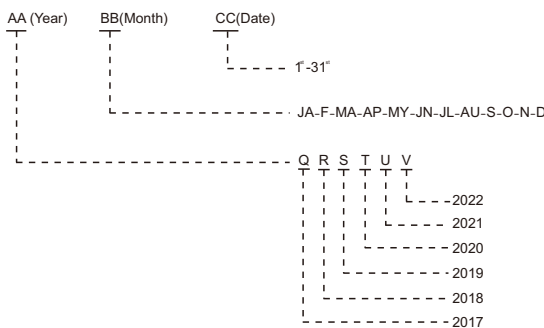 AA (Year) BB(Month) CC(Date)
1st-31st
JA-F-MA-AP-MY-JN-JL-AU-S-O-N-D
Q R S T U V
2022
2021
2020
2019
2018
2017